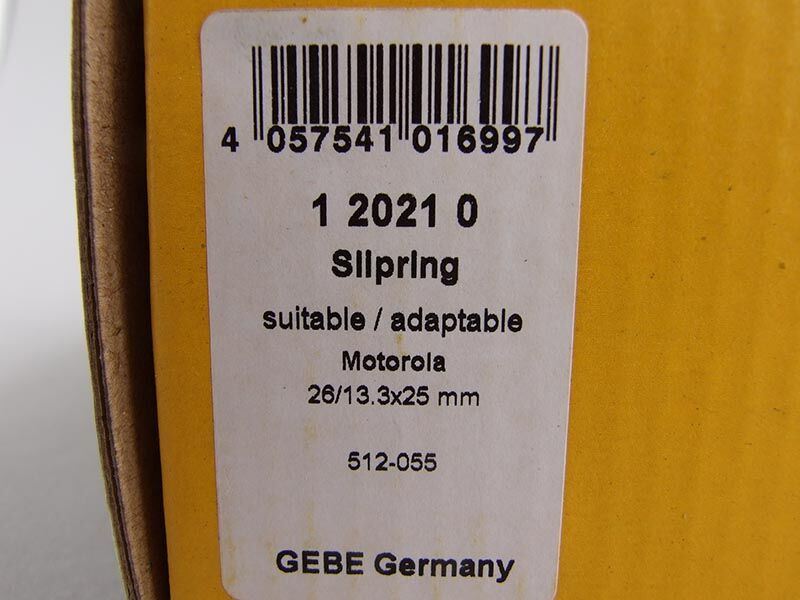 4 057541 016997
1 2021 0
Slipring
suitable / adaptable
Motorola
26/13.3x25 mm
512-055
GEBE Germany